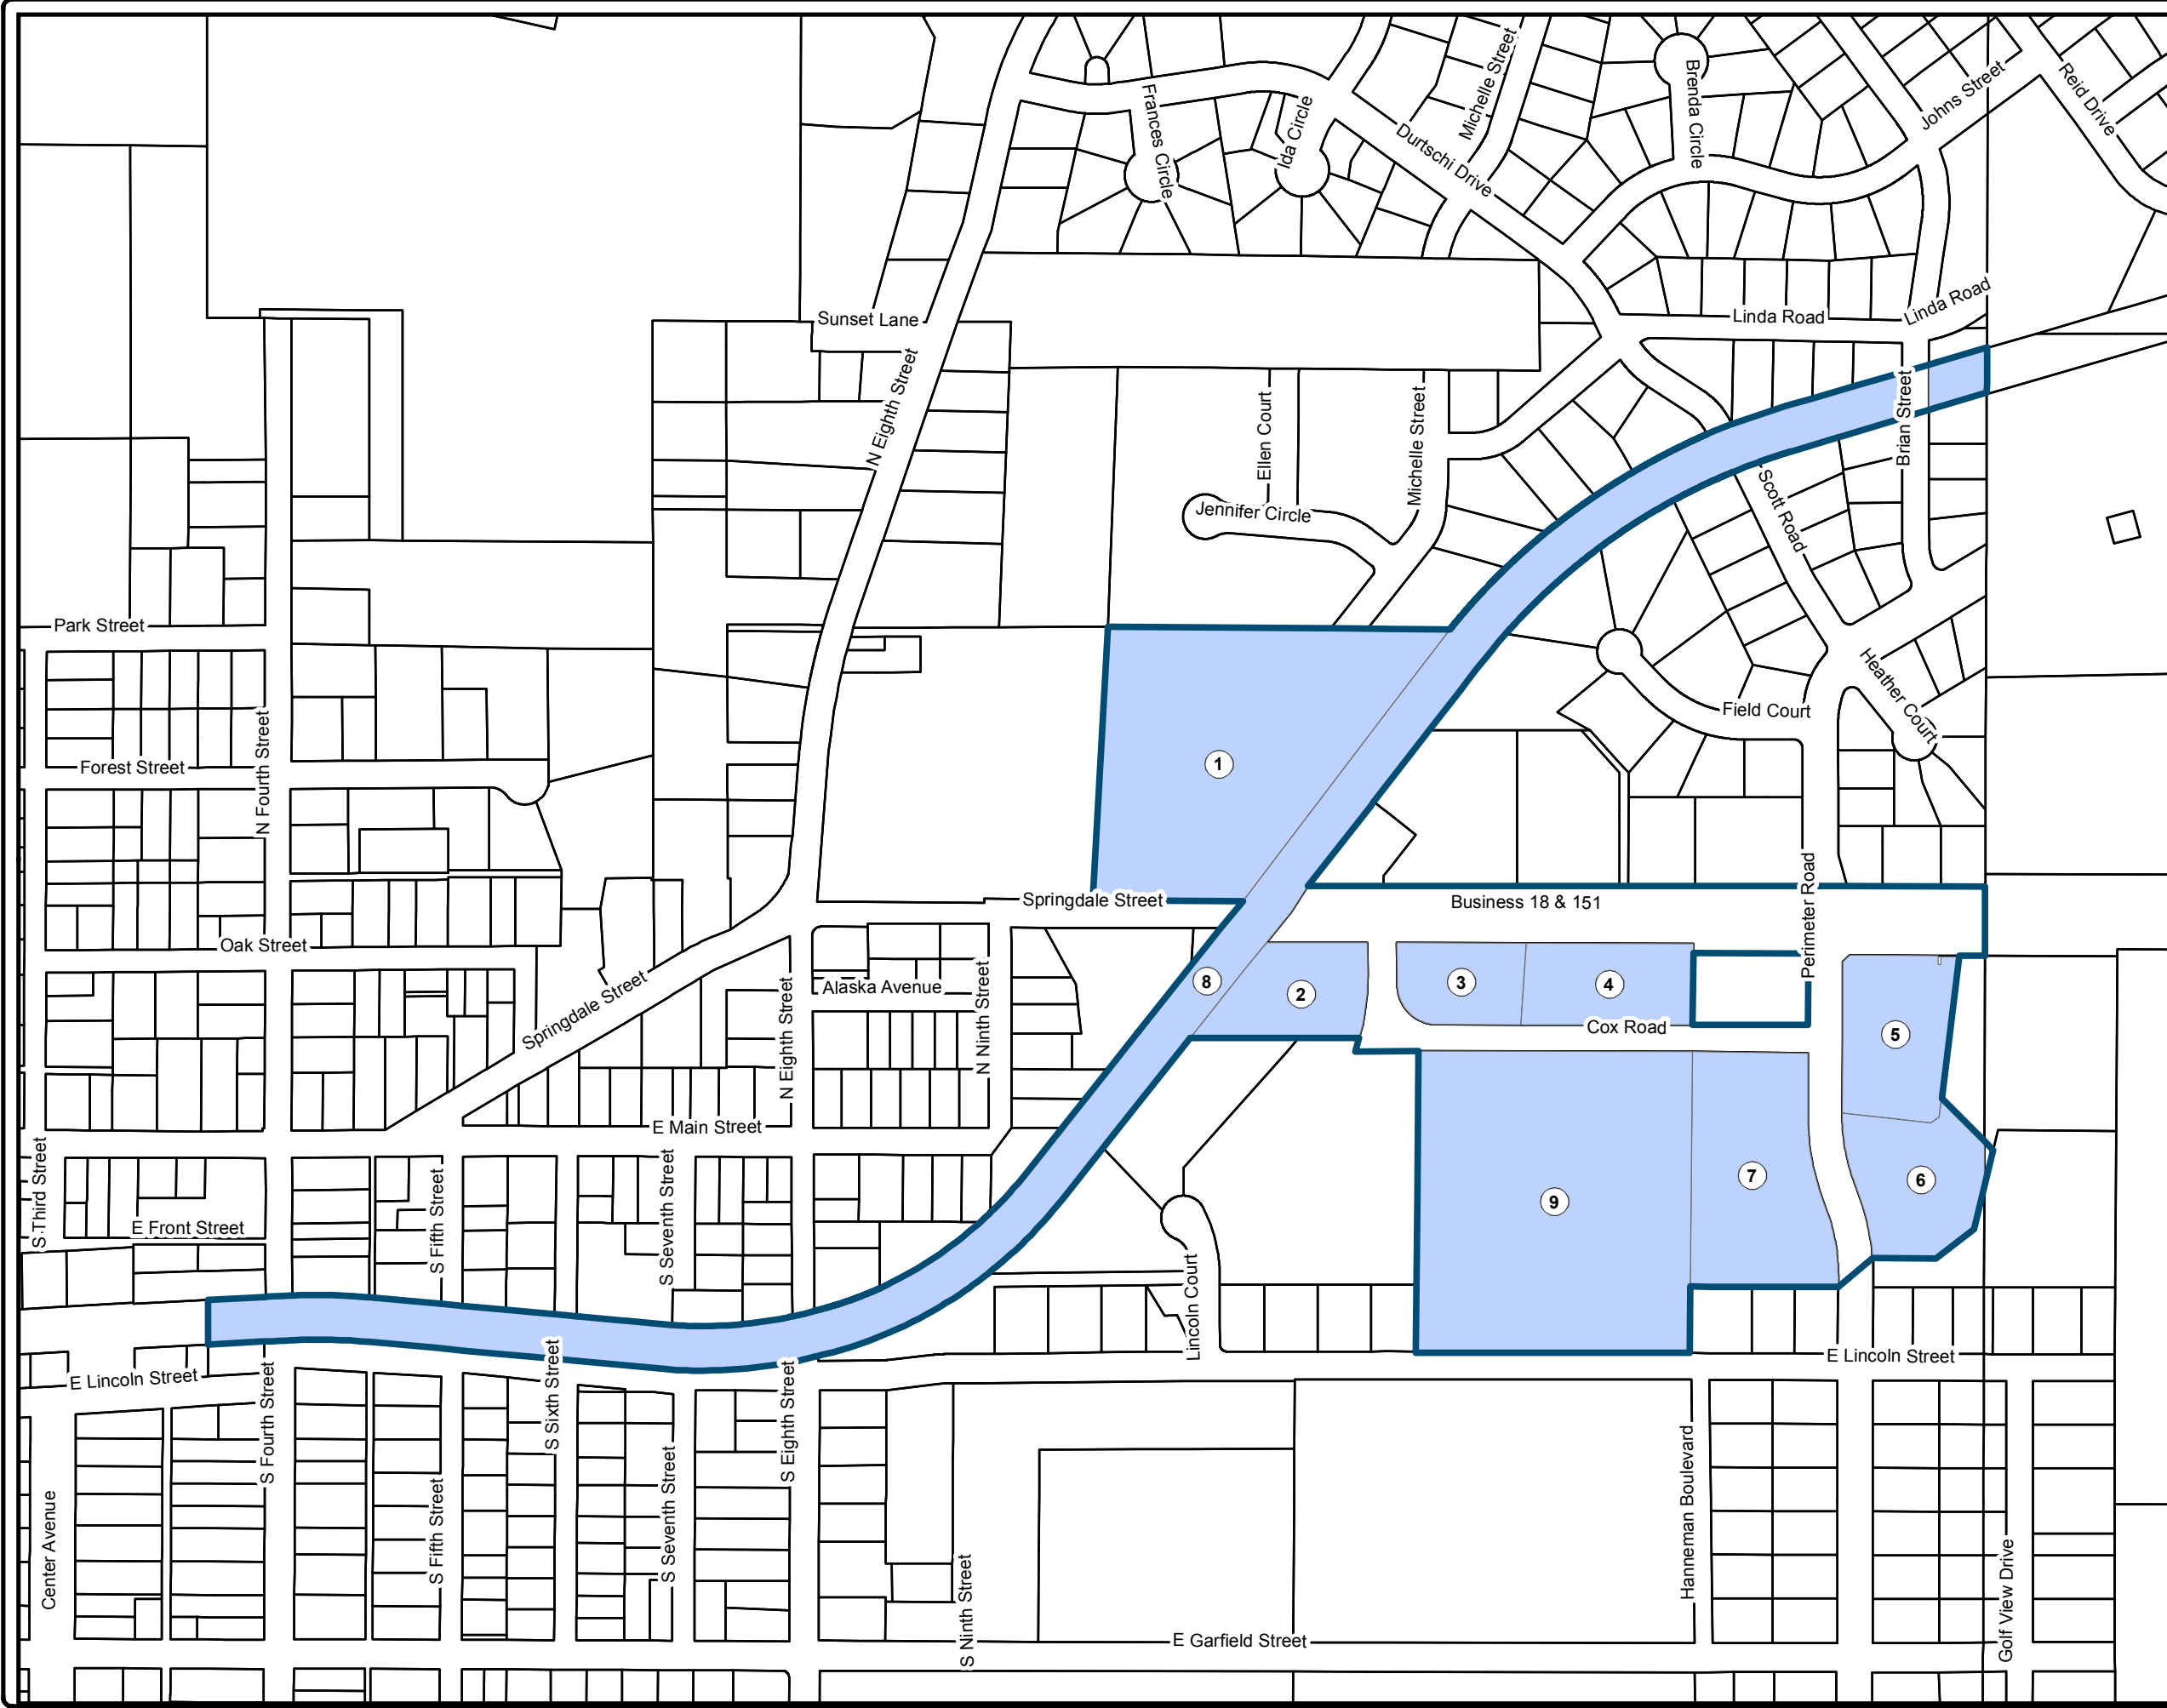 Michelle Street
Brenda Circle
Johns Street
Reid Drive
Frances Circle
Ida Circle
Durtschi Drive
Sunset Lane
Linda Road
Linda Road
N Eighth Street
Ellen Court
Michelle Street
Brian Street
Jennifer Circle
Scott Road
Park Street
Heather Court
Field Court
N Fourth Street
Forest Street
1
Springdale Street
Business 18 & 151
Perimeter Road
Oak Street
Springdale Street
Alaska Avenue
N Eighth Street
N Ninth Street
8
2
3
4
Cox Road
5
E Main Street
S Third Street
S Fifth Street
S Seventh Street
7
6
9
E Front Street
Lincoln Court
E Lincoln Street
E Lincoln Street
S Fourth Street
S Sixth Street
S Eighth Street
Center Avenue
S Fifth Street
S Seventh Street
S Ninth Street
Hanneman Boulevard
Golf View Drive
E Garfield Street